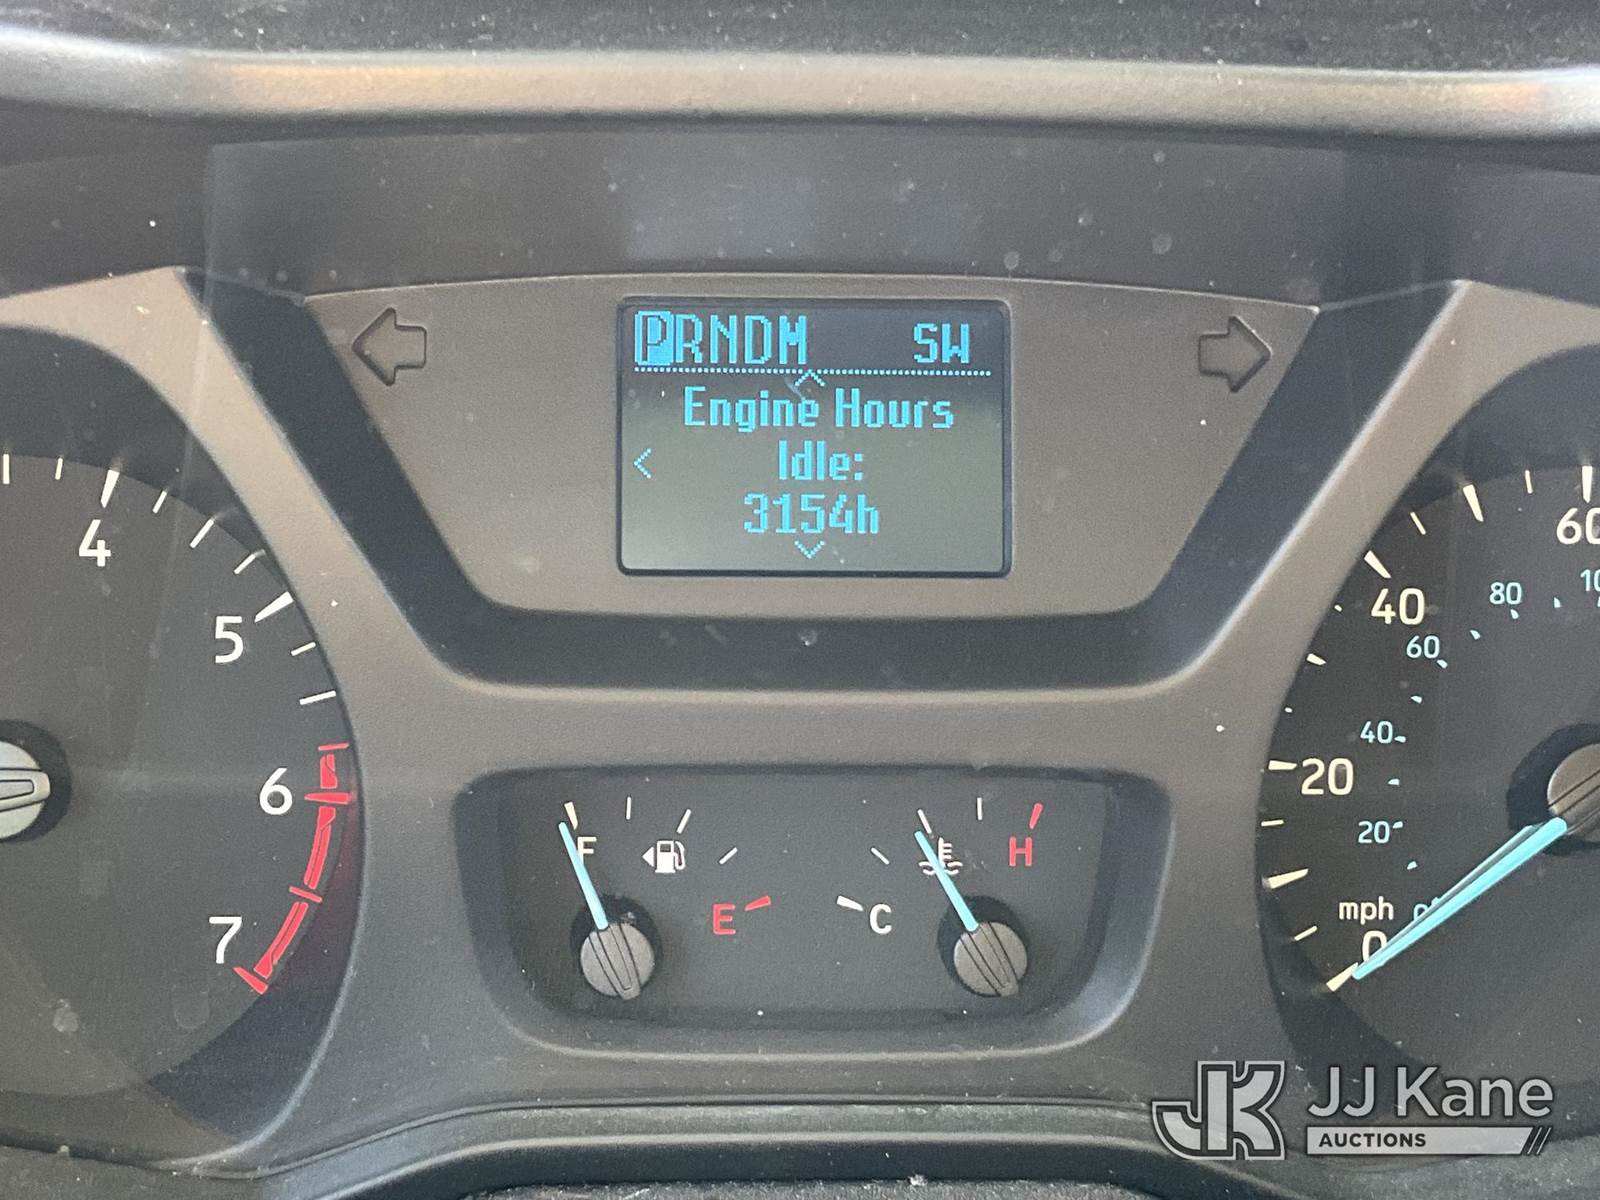 PRNDM SW
Engine Hours
Idle:
3154h
4
5
6
7
F
E
C
H
60
80
40
60
40
20
20
mph
0
JJ Kane
AUCTIONS